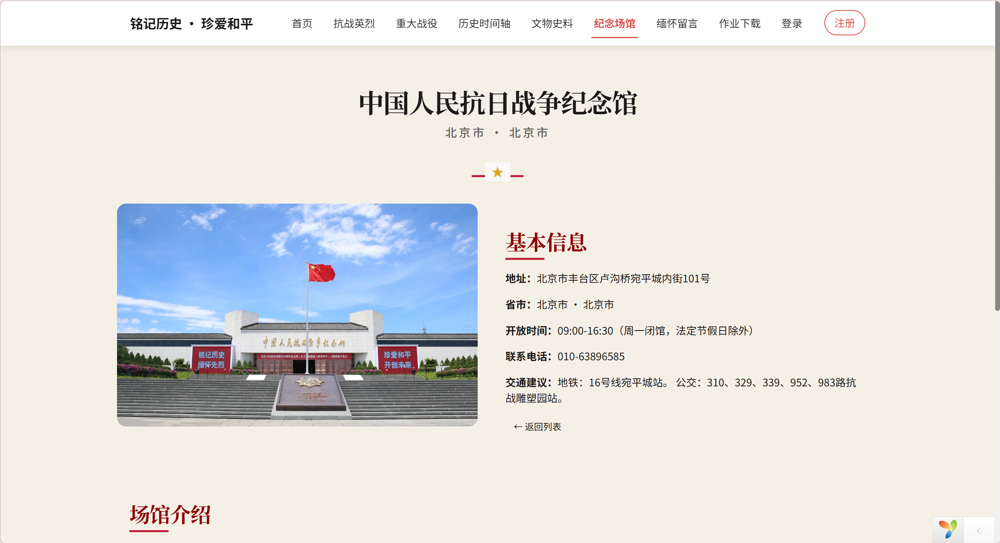 铭记历史 · 珍爱和平
首页
抗战英烈
重大战役
历史时间轴
文物史料
纪念场馆
缅怀留言
作业下载
登录
注册
中国人民抗日战争纪念馆
北京市 · 北京市
中国人民抗日战争纪念馆
铭记历史
缅怀先烈
珍爱和平
开创未来
基本信息
地址：北京市丰台区卢沟桥宛平城内街101号
省市：北京市 · 北京市
开放时间：09:00-16:30（周一闭馆，法定节假日除外）
联系电话：010-63896585
交通建议：地铁：16号线宛平城站。 公交：310、329、339、952、983路抗
战雕塑园站。
← 返回列表
场馆介绍